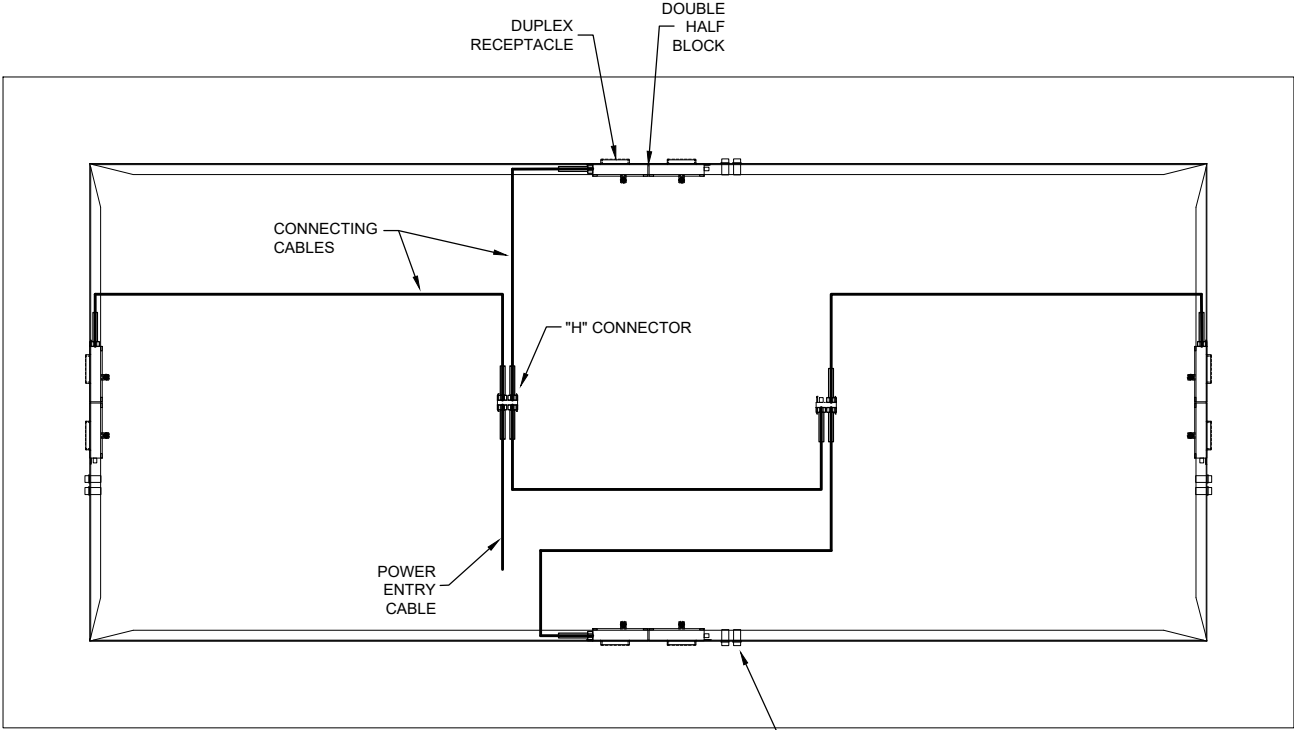 DUPLEX
RECEPTACLE
DOUBLE
HALF
BLOCK
CONNECTING
CABLES
"H" CONNECTOR
POWER
ENTRY
CABLE